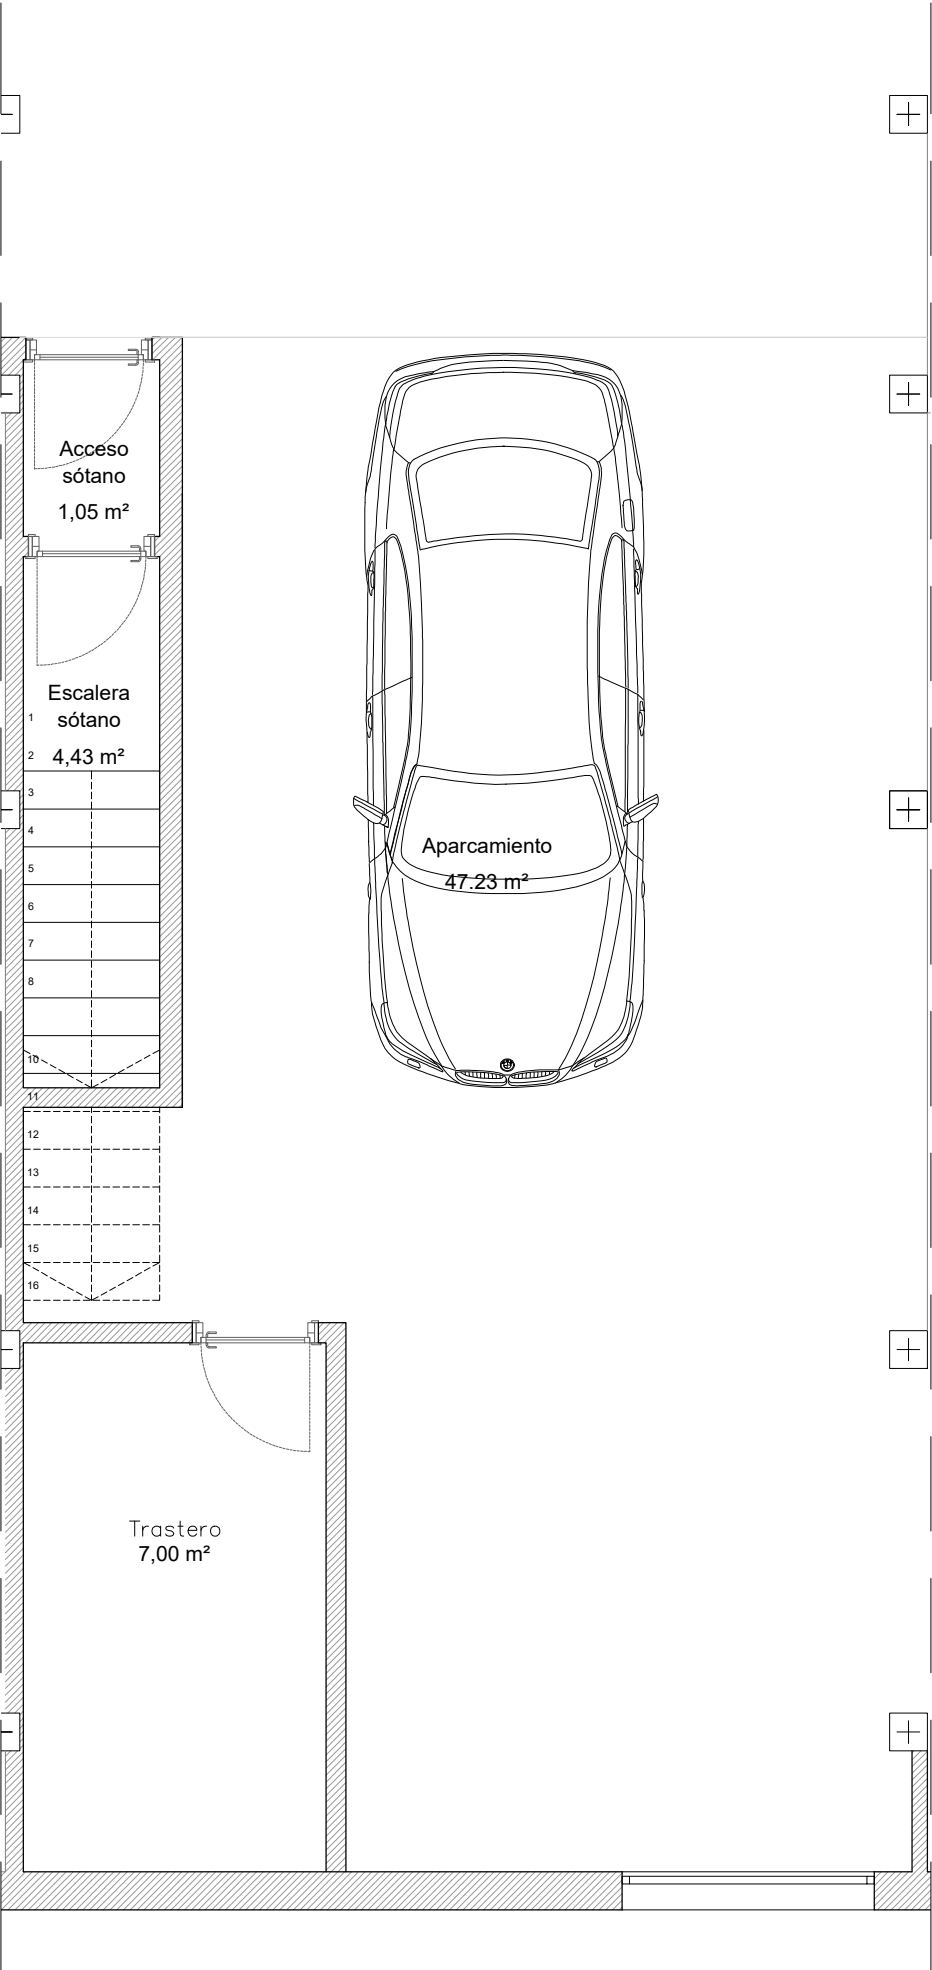 Acceso
sótano
1,05 m²
Escalera
sótano
4,43 m²
1
2
3
4
5
6
7
8
10
11
12
13
14
15
16
Aparcamiento
47.23 m²
Trastero
7,00 m²